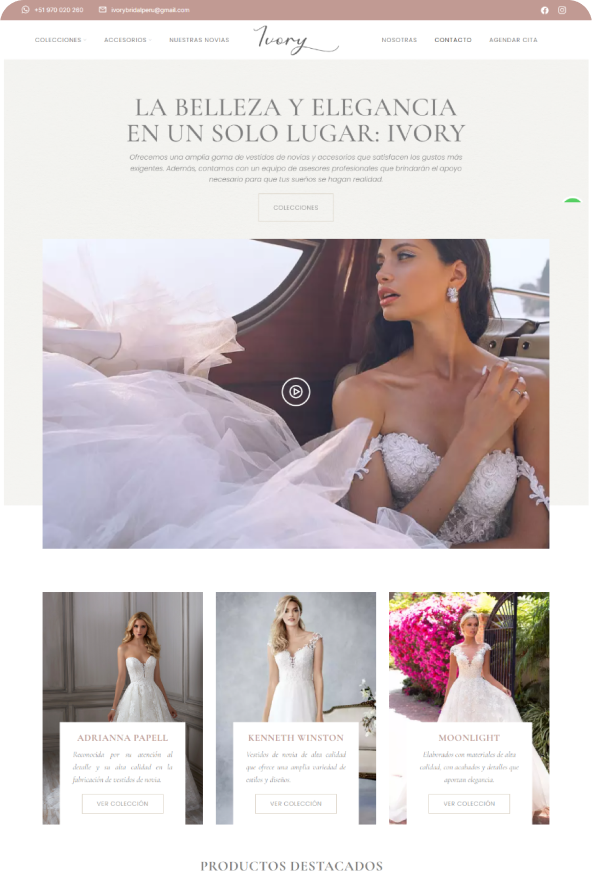 +51 970 020 260
ivorybridalperu@gmail.com
COLECCIONES
ACCESORIOS
NUESTRAS NOVIAS
Ivory
NOSOTRAS
CONTACTO
AGENDAR CITA
LA BELLEZA Y ELEGANCIA
EN UN SOLO LUGAR: IVORY
Ofrecemos una amplia gama de vestidos de novias y accesorios que satisfacen los gustos más
exigentes. Además, contamos con un equipo de asesores profesionales que brindarán el apoyo
necesario para que tus sueños se hagan realidad.
COLECCIONES
ADRIANNA PAPELL
Reconocida por su atención al
detalle y su alta calidad en la
fabricación de vestidos de novia.
VER COLECCIÓN
KENNETH WINSTON
Vestidos de novia de alta calidad
que ofrece una amplia variedad de
estilos y diseños.
VER COLECCIÓN
MOONLIGHT
Elaborados con materiales de alta
calidad, con acabados y detalles que
aportan elegancia.
VER COLECCIÓN
PRODUCTOS DESTACADOS